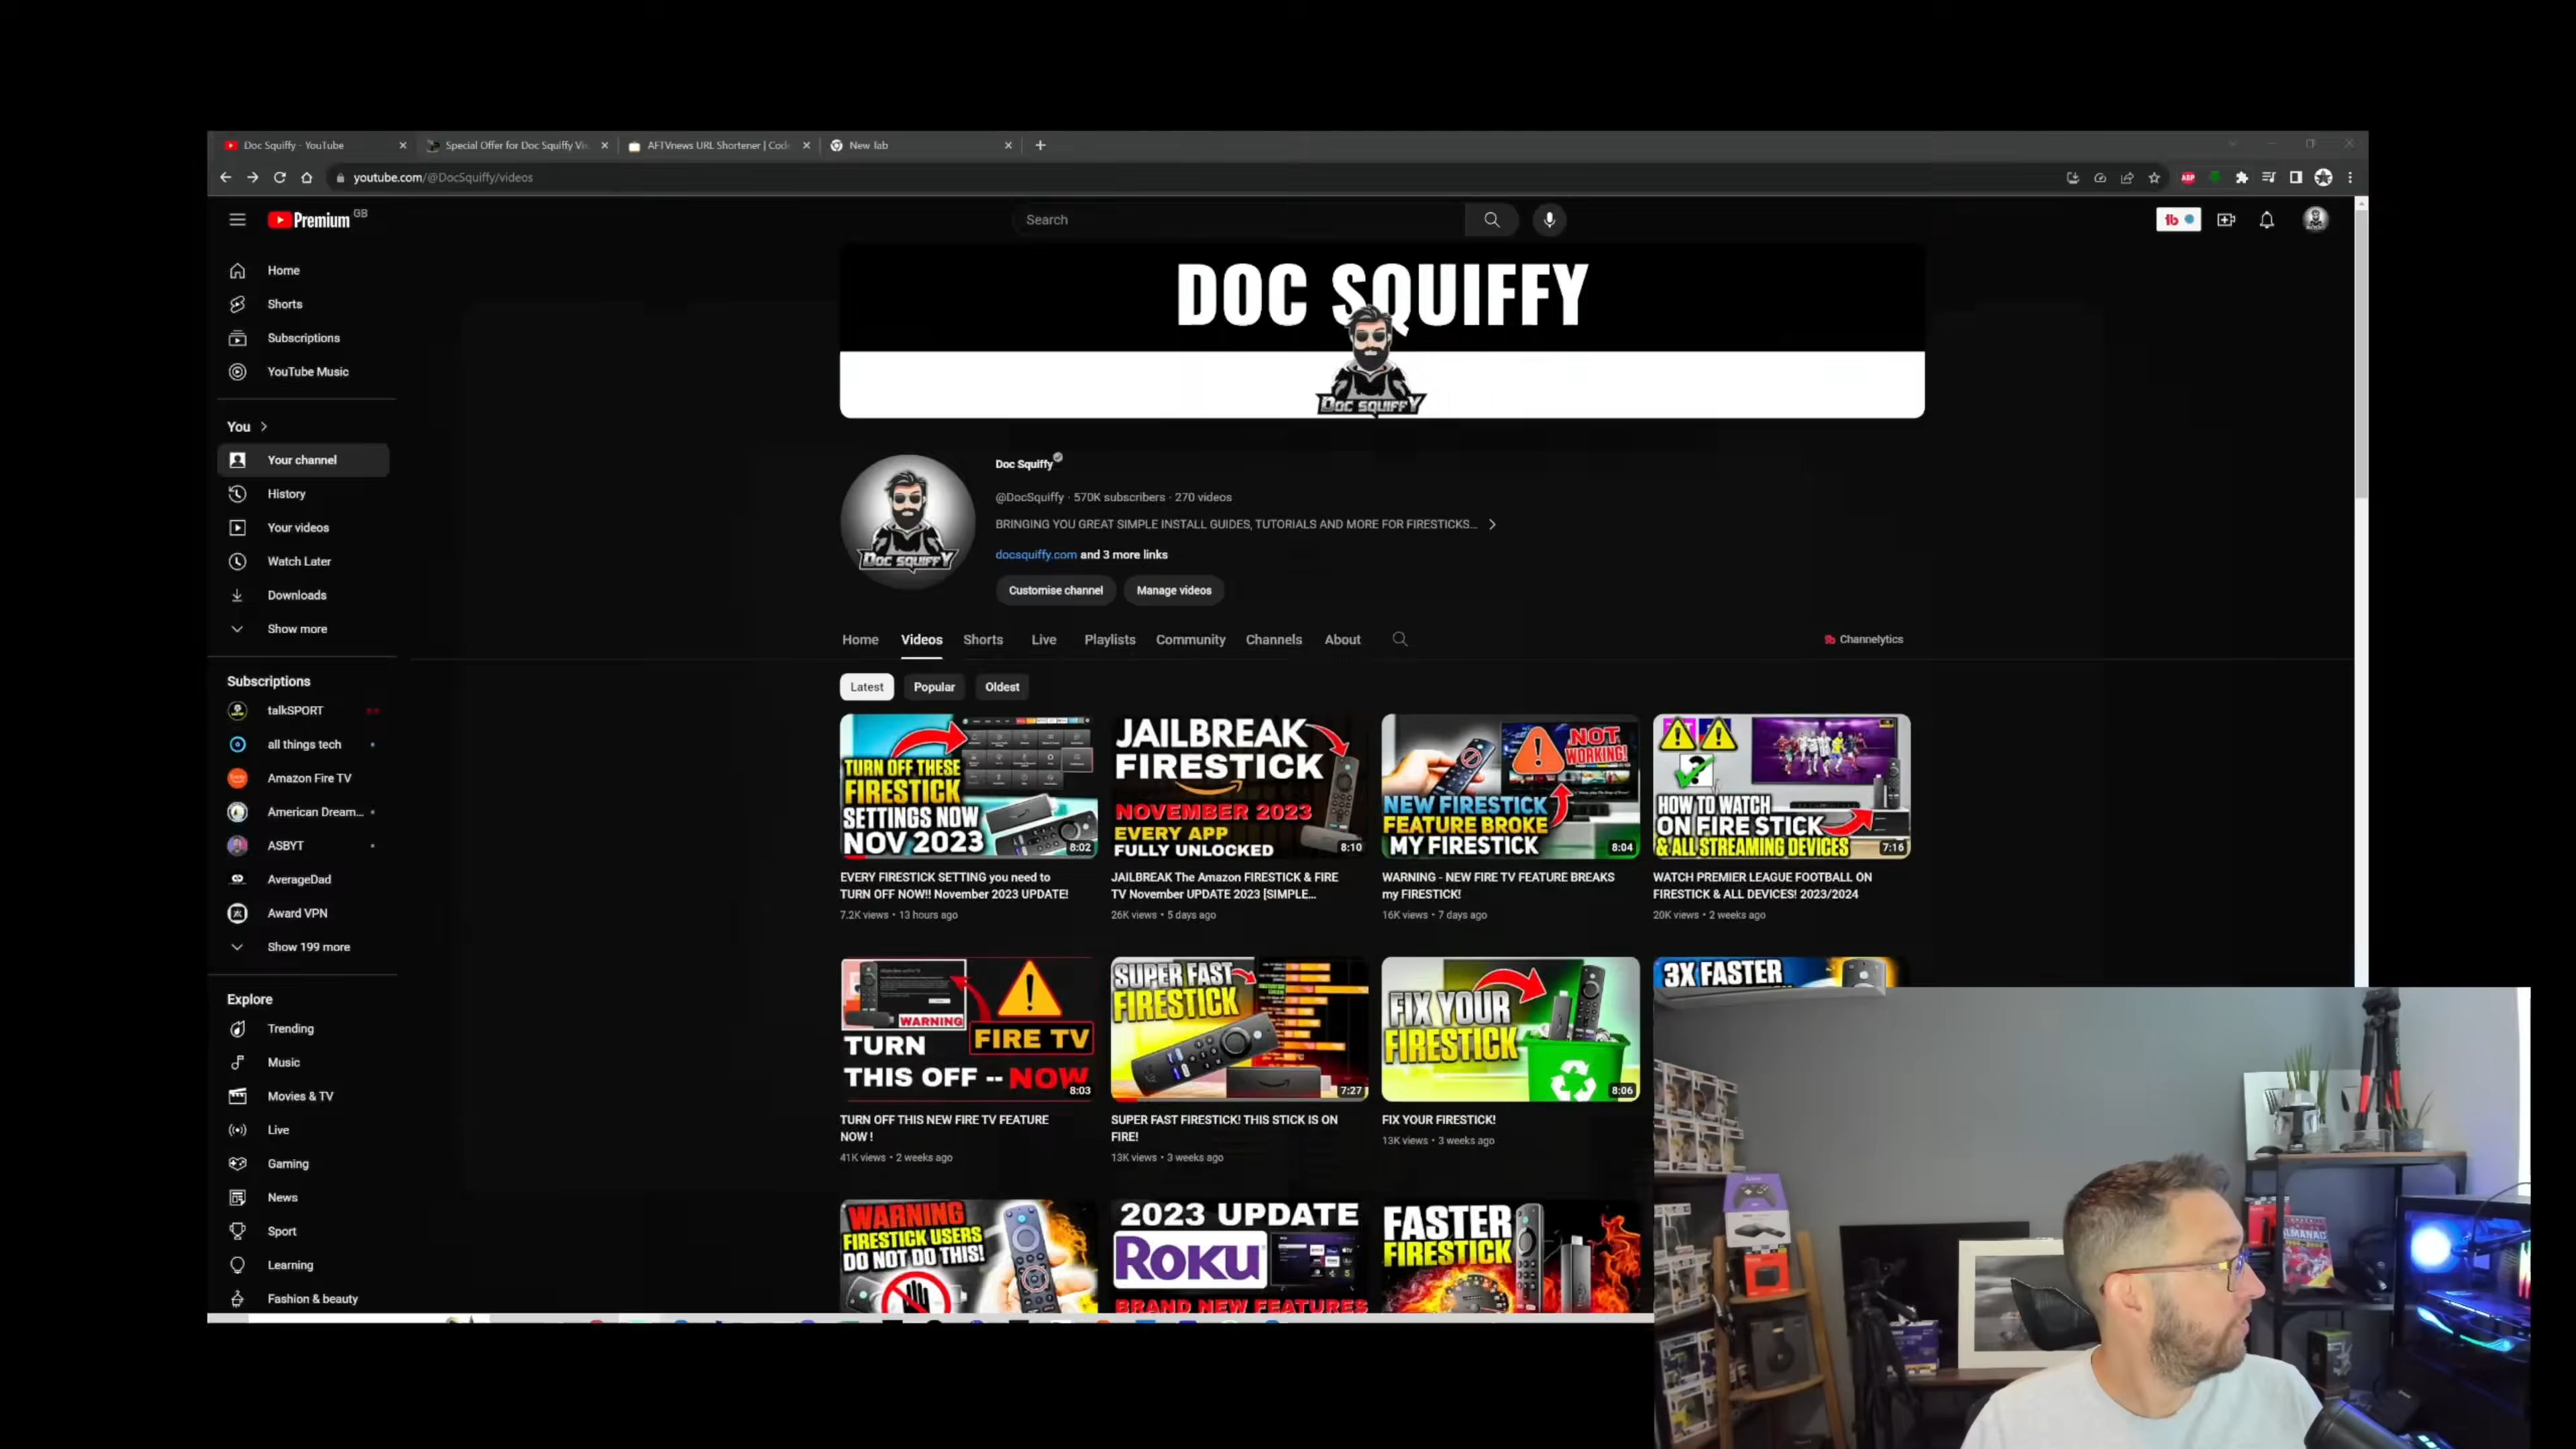 Doc Squiffy - YouTube
Special Offer for Doc Squiffy Vis
AFTVnews URL Shortener | Code
New Tab
youtube.com/@DocSquiffy/videos
ABP
Premium GB
Search
Home
Shorts
Subscriptions
YouTube Music
You
Your channel
History
Your videos
Watch Later
Downloads
Show more
Subscriptions
talkSPORT
all things tech
Amazon Fire TV
American Dream...
ASBYT
AverageDad
Award VPN
Show 199 more
Explore
Trending
Music
Movies & TV
Live
Gaming
News
Sport
Learning
Fashion & beauty
DOC SQUIFFY
DOC SQUIFFY
DOC SQUIFFY
Doc Squiffy
@DocSquiffy · 570K subscribers · 270 videos
BRINGING YOU GREAT SIMPLE INSTALL GUIDES, TUTORIALS AND MORE FOR FIRESTICKS...
docsquiffy.com and 3 more links
Customise channel
Manage videos
Home Videos Shorts Live Playlists Community Channels About
Channelytics
Latest Popular Oldest
TURN OFF THESE
FIRESTICK
SETTINGS NOW
NOV 2023
8:02
EVERY FIRESTICK SETTING you need to
TURN OFF NOW!! November 2023 UPDATE!
7.2K views · 13 hours ago
JAILBREAK
FIRESTICK
NOVEMBER 2023
EVERY APP
FULLY UNLOCKED
8:10
JAILBREAK The Amazon FIRESTICK & FIRE
TV November UPDATE 2023 [SIMPLE...
26K views · 5 days ago
NOT
WORKING!
NEW FIRESTICK
FEATURE BROKE
MY FIRESTICK
8:04
WARNING - NEW FIRE TV FEATURE BREAKS
my FIRESTICK!
16K views · 7 days ago
HOW TO WATCH
ON FIRE STICK
& ALL STREAMING DEVICES
7:16
WATCH PREMIER LEAGUE FOOTBALL ON
FIRESTICK & ALL DEVICES! 2023/2024
20K views · 2 weeks ago
WARNING
FIRE TV
TURN
THIS OFF -- NOW
8:03
TURN OFF THIS NEW FIRE TV FEATURE
NOW !
41K views · 2 weeks ago
SUPER FAST
FIRESTICK
7:27
SUPER FAST FIRESTICK! THIS STICK IS ON
FIRE!
13K views · 3 weeks ago
FIX YOUR
FIRESTICK
8:06
FIX YOUR FIRESTICK!
13K views · 3 weeks ago
3X FASTER
WARNING
FIRESTICK USERS
DO NOT DO THIS!
2023 UPDATE
Roku
BRAND NEW FEATURES
FASTER
FIRESTICK
ALMANAC